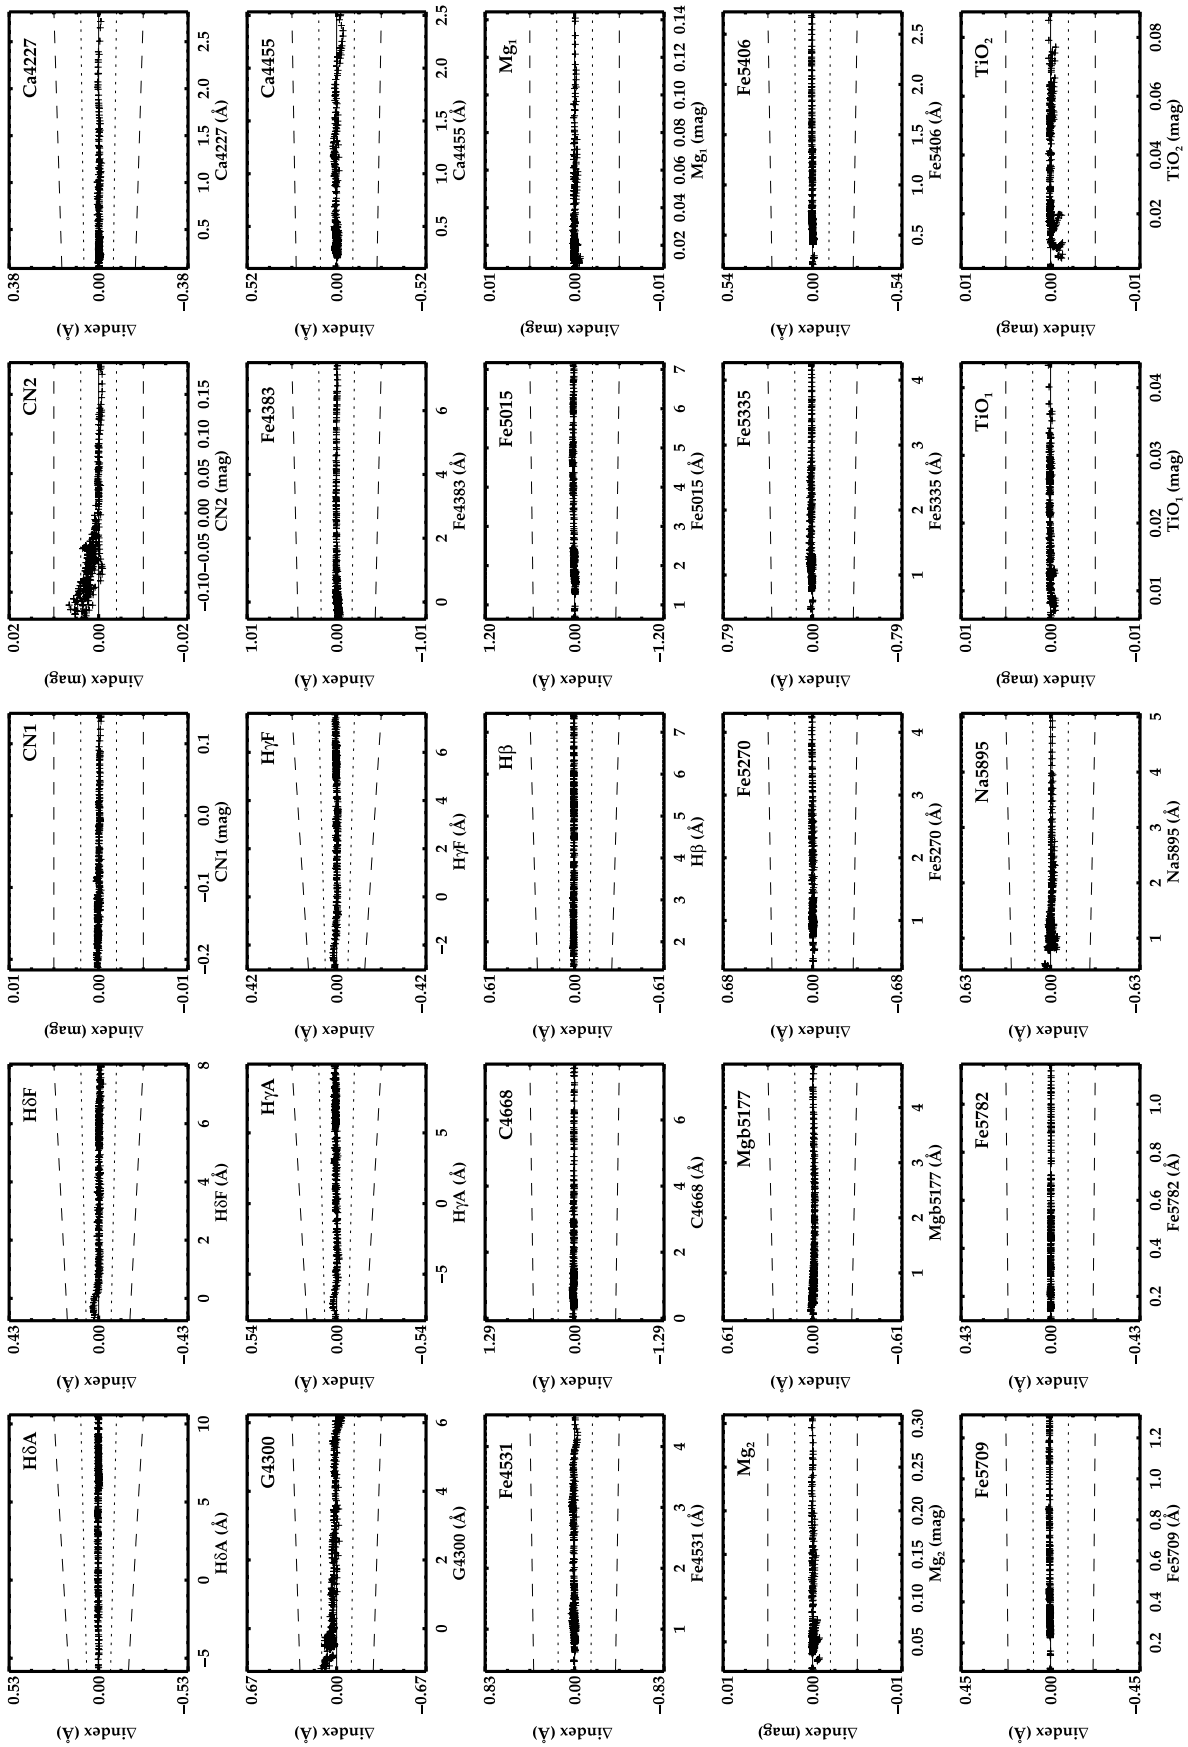 HδA
0.53
0.00
−0.53
Δindex (Å)
−5 0 5 10
HδA (Å)
HδF
0.43
0.00
−0.43
Δindex (Å)
0 2 4 6 8
HδF (Å)
CN1
0.01
0.00
−0.01
Δindex (mag)
−0.2 −0.1 0.0 0.1
CN1 (mag)
CN2
0.02
0.00
−0.02
Δindex (mag)
−0.10 −0.05 0.00 0.05 0.10 0.15
CN2 (mag)
Ca4227
0.38
0.00
−0.38
Δindex (Å)
0.5 1.0 1.5 2.0 2.5
Ca4227 (Å)
G4300
0.67
0.00
−0.67
Δindex (Å)
0 2 4 6
G4300 (Å)
HγA
0.54
0.00
−0.54
Δindex (Å)
−5 0 5
HγA (Å)
HγF
0.42
0.00
−0.42
Δindex (Å)
−2 0 2 4 6
HγF (Å)
Fe4383
1.01
0.00
−1.01
Δindex (Å)
0 2 4 6
Fe4383 (Å)
Ca4455
0.52
0.00
−0.52
Δindex (Å)
0.5 1.0 1.5 2.0 2.5
Ca4455 (Å)
Fe4531
0.83
0.00
−0.83
Δindex (Å)
1 2 3 4
Fe4531 (Å)
C4668
1.29
0.00
−1.29
Δindex (Å)
0 2 4 6
C4668 (Å)
Hβ
0.61
0.00
−0.61
Δindex (Å)
2 3 4 5 6 7
Hβ (Å)
Fe5015
1.20
0.00
−1.20
Δindex (Å)
1 2 3 4 5 6 7
Fe5015 (Å)
Mg₁
0.01
0.00
−0.01
Δindex (mag)
0.02 0.04 0.06 0.08 0.10 0.12 0.14
Mg₁ (mag)
Mg₂
0.01
0.00
−0.01
Δindex (mag)
0.05 0.10 0.15 0.20 0.25 0.30
Mg₂ (mag)
Mgb5177
0.61
0.00
−0.61
Δindex (Å)
1 2 3 4
Mgb5177 (Å)
Fe5270
0.68
0.00
−0.68
Δindex (Å)
1 2 3 4
Fe5270 (Å)
Fe5335
0.79
0.00
−0.79
Δindex (Å)
1 2 3 4
Fe5335 (Å)
Fe5406
0.54
0.00
−0.54
Δindex (Å)
0.5 1.0 1.5 2.0 2.5
Fe5406 (Å)
Fe5709
0.45
0.00
−0.45
Δindex (Å)
0.2 0.4 0.6 0.8 1.0 1.2
Fe5709 (Å)
Fe5782
0.43
0.00
−0.43
Δindex (Å)
0.2 0.4 0.6 0.8 1.0
Fe5782 (Å)
Na5895
0.63
0.00
−0.63
Δindex (Å)
1 2 3 4 5
Na5895 (Å)
TiO₁
0.01
0.00
−0.01
Δindex (mag)
0.01 0.02 0.03 0.04
TiO₁ (mag)
TiO₂
0.01
0.00
−0.01
Δindex (mag)
0.02 0.04 0.06 0.08
TiO₂ (mag)